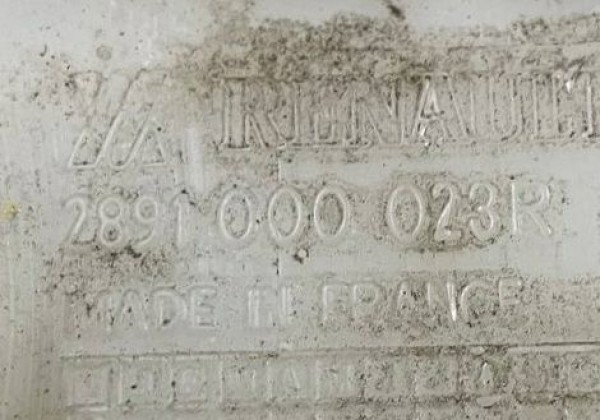 RENAULT
2891 000 023R
MADE IN FRANCE